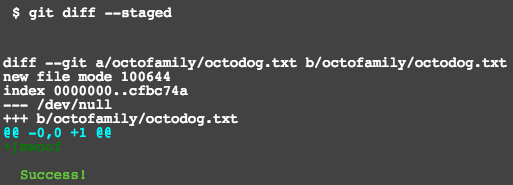 $ git diff --staged
diff --git a/octofamily/octodog.txt b/octofamily/octodog.txt
new file mode 100644
index 0000000..cfbc74a
--- /dev/null
+++ b/octofamily/octodog.txt
@@ -0,0 +1 @@
Success!